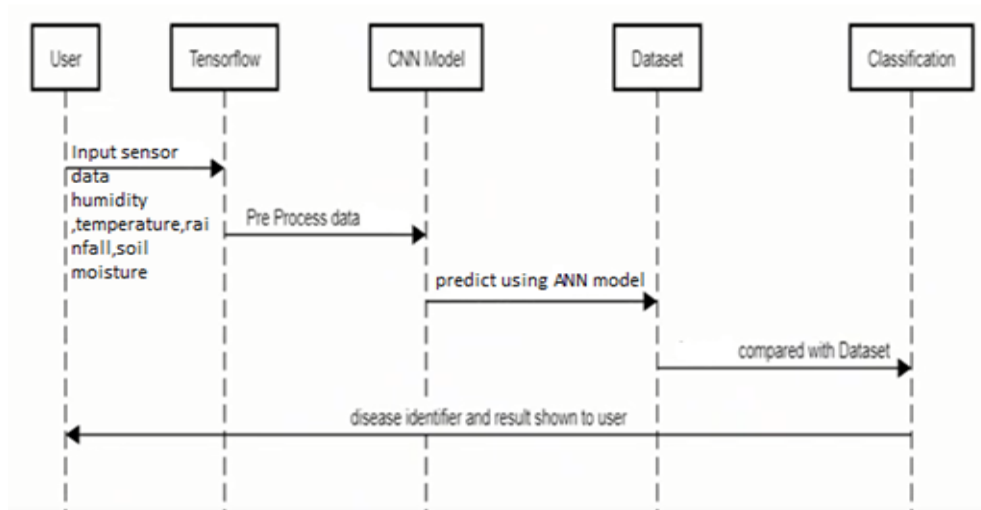 User
Tensorflow
CNN Model
Dataset
Classification
Input sensor
data
humidity
,temperature,rai
nfall,soil
moisture
Pre Process data
predict using ANN model
compared with Dataset
disease identifier and result shown to user